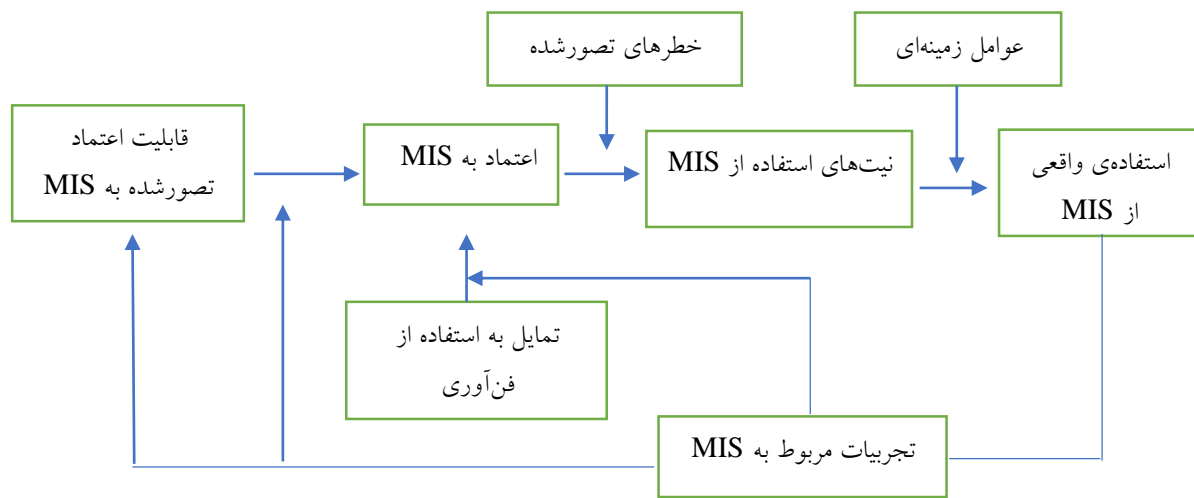 خطرهای تصورشده
عوامل زمینه‌ای
قابلیت اعتماد
تصورشده به MIS
اعتماد به MIS
نیت‌های استفاده از MIS
استفاده‌ی واقعی
از MIS
تمایل به استفاده از
فن‌آوری
تجربیات مربوط به MIS